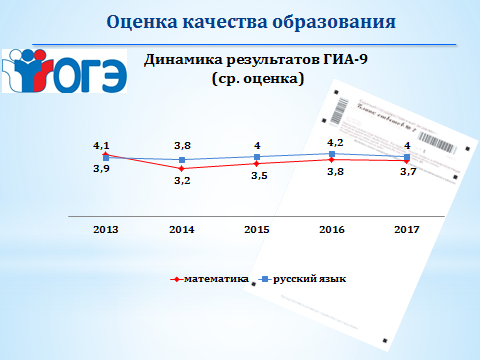 Оценка качества образования
ОГЭ
Динамика результатов ГИА-9
(ср. оценка)
4,1 3,8 4 4,2 4
3,9 3,2 3,5 3,8 3,7
2013 2014 2015 2016 2017
математика русский язык